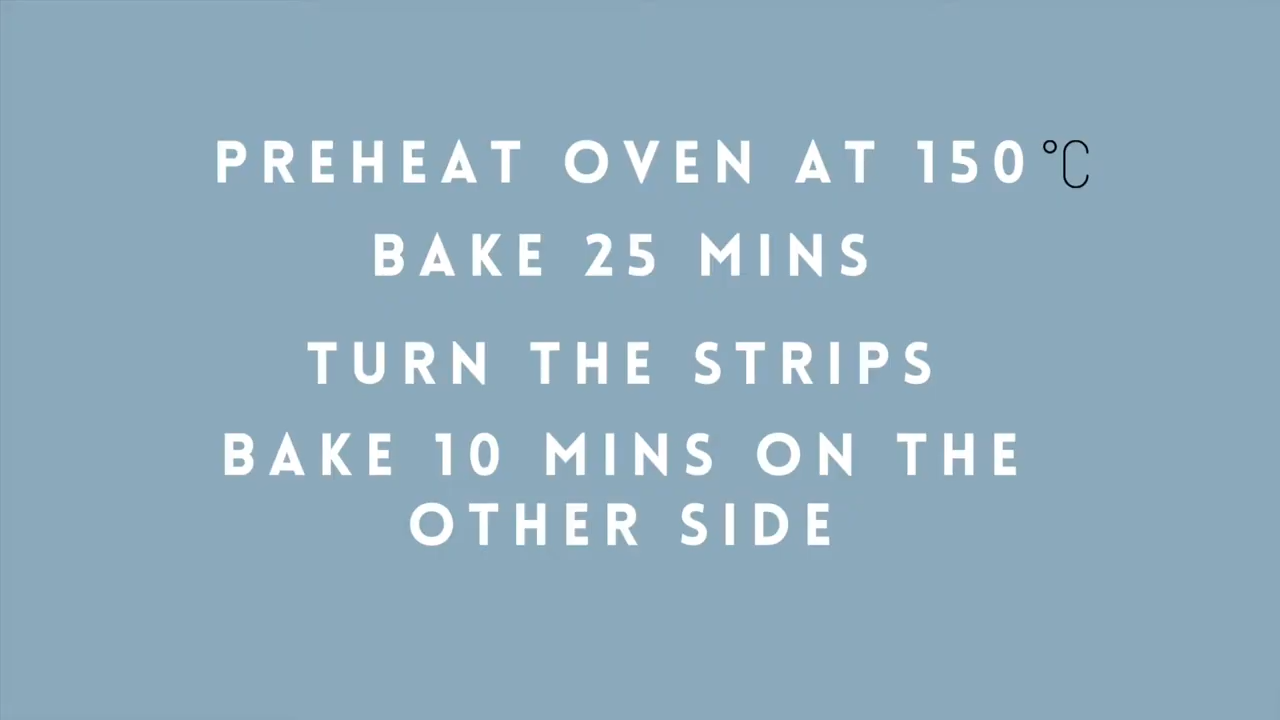 PREHEAT OVEN AT 150℃
BAKE 25 MINS
TURN THE STRIPS
BAKE 10 MINS ON THE
OTHER SIDE